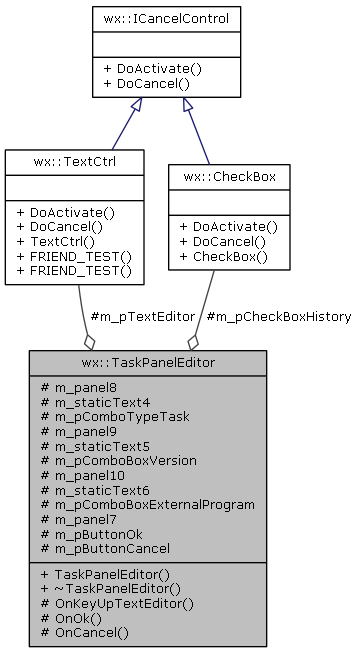 wx::ICancelControl
+ DoActivate()
+ DoCancel()
wx::TextCtrl
+ DoActivate()
+ DoCancel()
+ TextCtrl()
+ FRIEND_TEST()
+ FRIEND_TEST()
wx::CheckBox
+ DoActivate()
+ DoCancel()
+ CheckBox()
#m_pTextEditor
#m_pCheckBoxHistory
wx::TaskPanelEditor
# m_panel8
# m_staticText4
# m_pComboTypeTask
# m_panel9
# m_staticText5
# m_pComboBoxVersion
# m_panel10
# m_staticText6
# m_pComboBoxExternalProgram
# m_panel7
# m_pButtonOk
# m_pButtonCancel
+ TaskPanelEditor()
+ ~TaskPanelEditor()
# OnKeyUpTextEditor()
# OnOk()
# OnCancel()